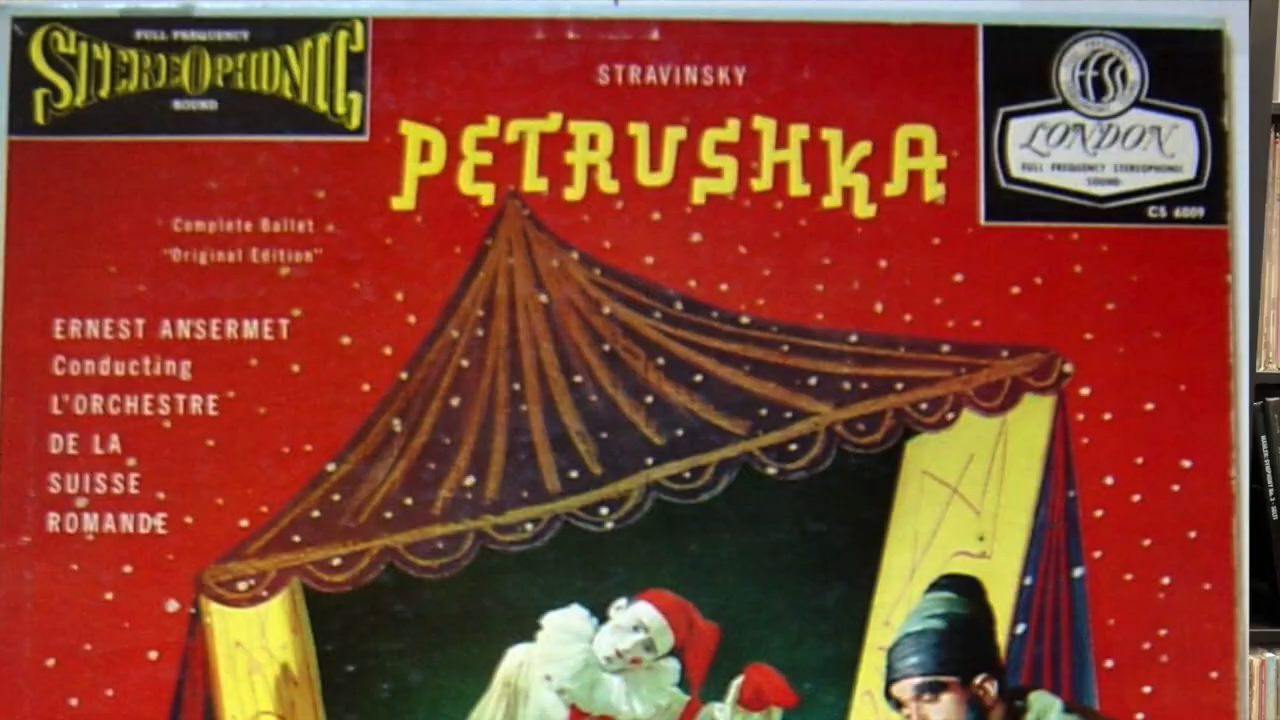 FULL FREQUENCY
STEREOPHONIC
SOUND
STRAVINSKY
PETRUSHKA
FFSS
LONDON
FULL FREQUENCY STEREOPHONIC
SOUND
CS 6009
Complete Ballet
"Original Edition"
ERNEST ANSERMET
Conducting
L'ORCHESTRE
DE LA
SUISSE
ROMANDE